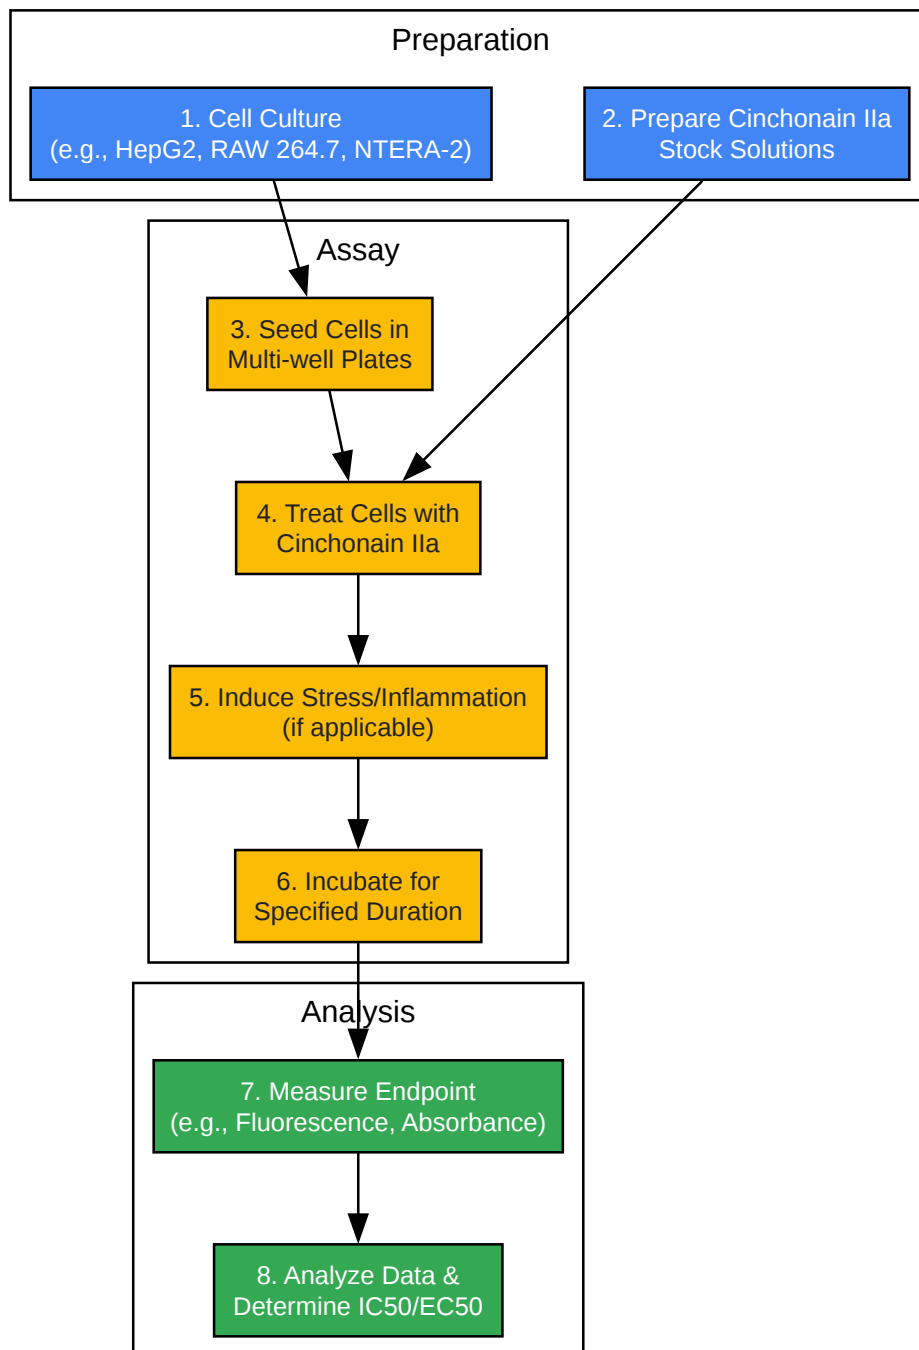 Preparation
1. Cell Culture
(e.g., HepG2, RAW 264.7, NTERA-2)
2. Prepare Cinchonain IIa
Stock Solutions
Assay
3. Seed Cells in
Multi-well Plates
4. Treat Cells with
Cinchonain IIa
5. Induce Stress/Inflammation
(if applicable)
6. Incubate for
Specified Duration
Analysis
7. Measure Endpoint
(e.g., Fluorescence, Absorbance)
8. Analyze Data &
Determine IC50/EC50